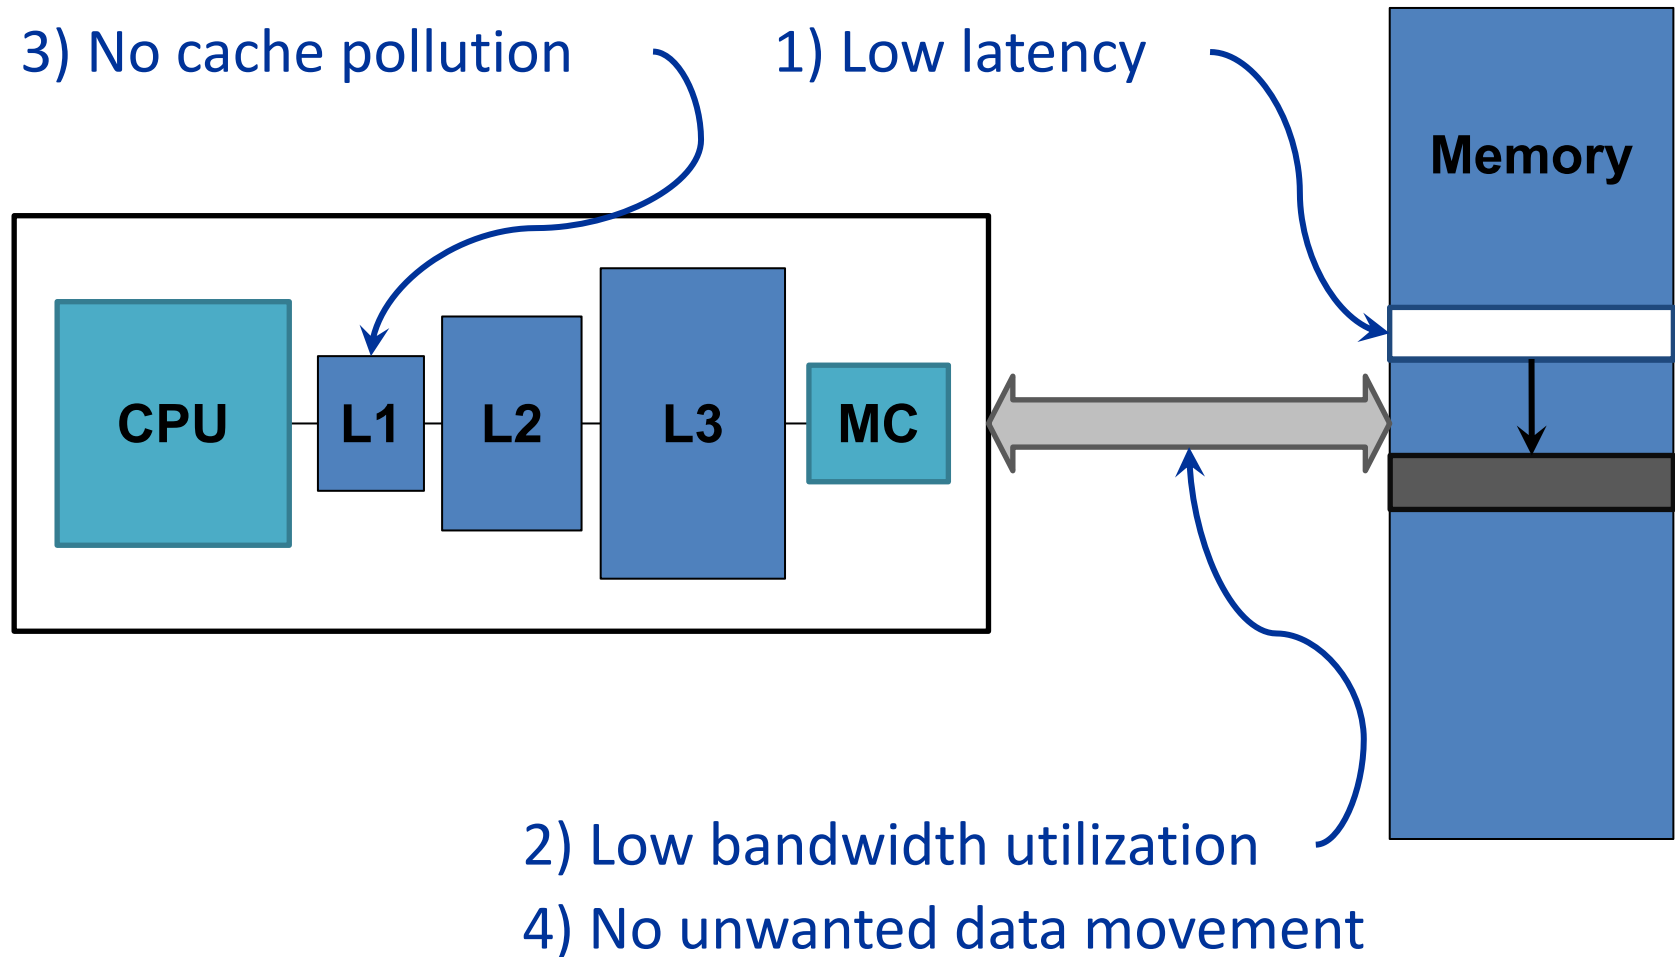 3) No cache pollution
1) Low latency
Memory
CPU
L1
L2
L3
MC
2) Low bandwidth utilization
4) No unwanted data movement